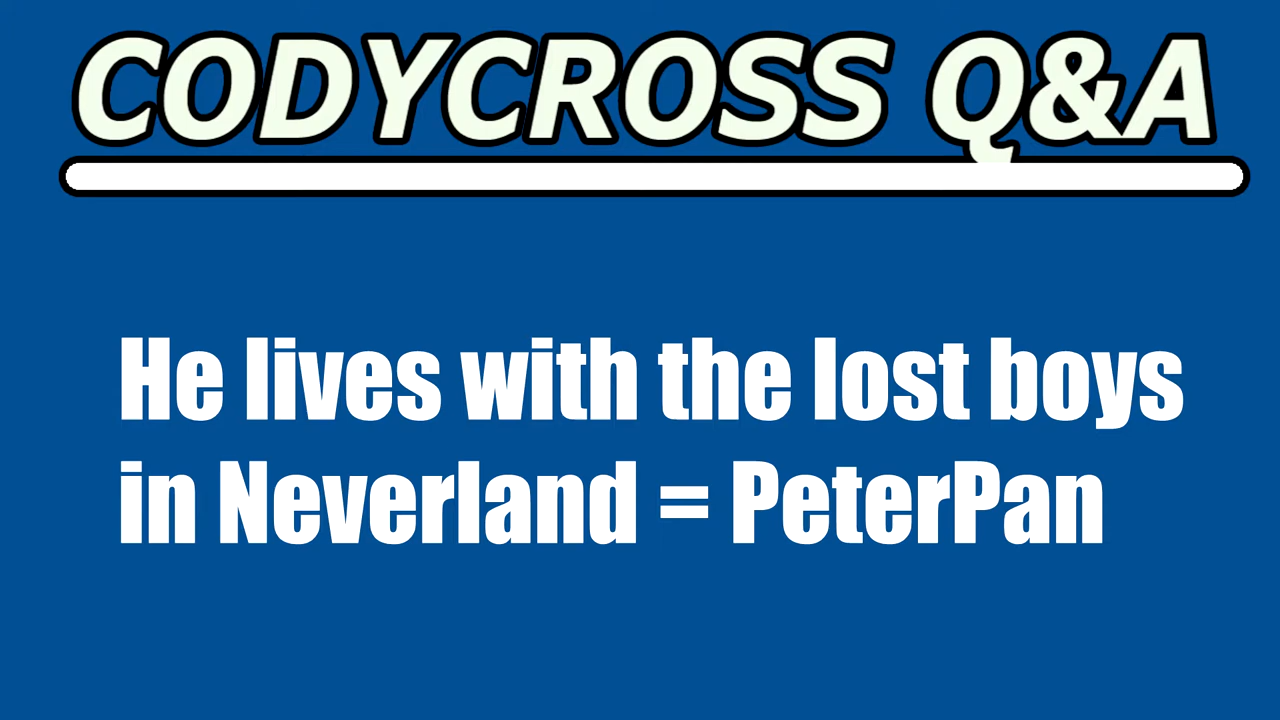 CODYCROSS Q&A
He lives with the lost boys
in Neverland = PeterPan